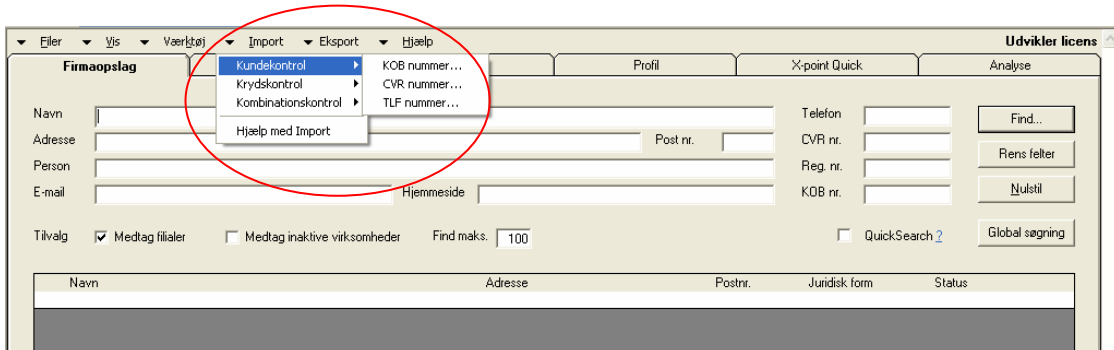 Filer Vis Værktøj Import Eksport Hjælp Udvikler licens
Firmaopslag Profil X-point Quick Analyse
Kundekontrol KOB nummer...
Krydskontrol CVR nummer...
Kombinationskontrol TLF nummer...
Hjælp med Import
Navn Telefon Find...
Adresse Post nr. CVR nr.
Person Reg. nr. Rens felter
E-mail Hjemmeside KOB nr. Nulstil
Tilvalg Medtag filialer Medtag inaktive virksomheder Find maks. 100 QuickSearch ? Global søgning
Navn Adresse Postnr. Juridisk form Status